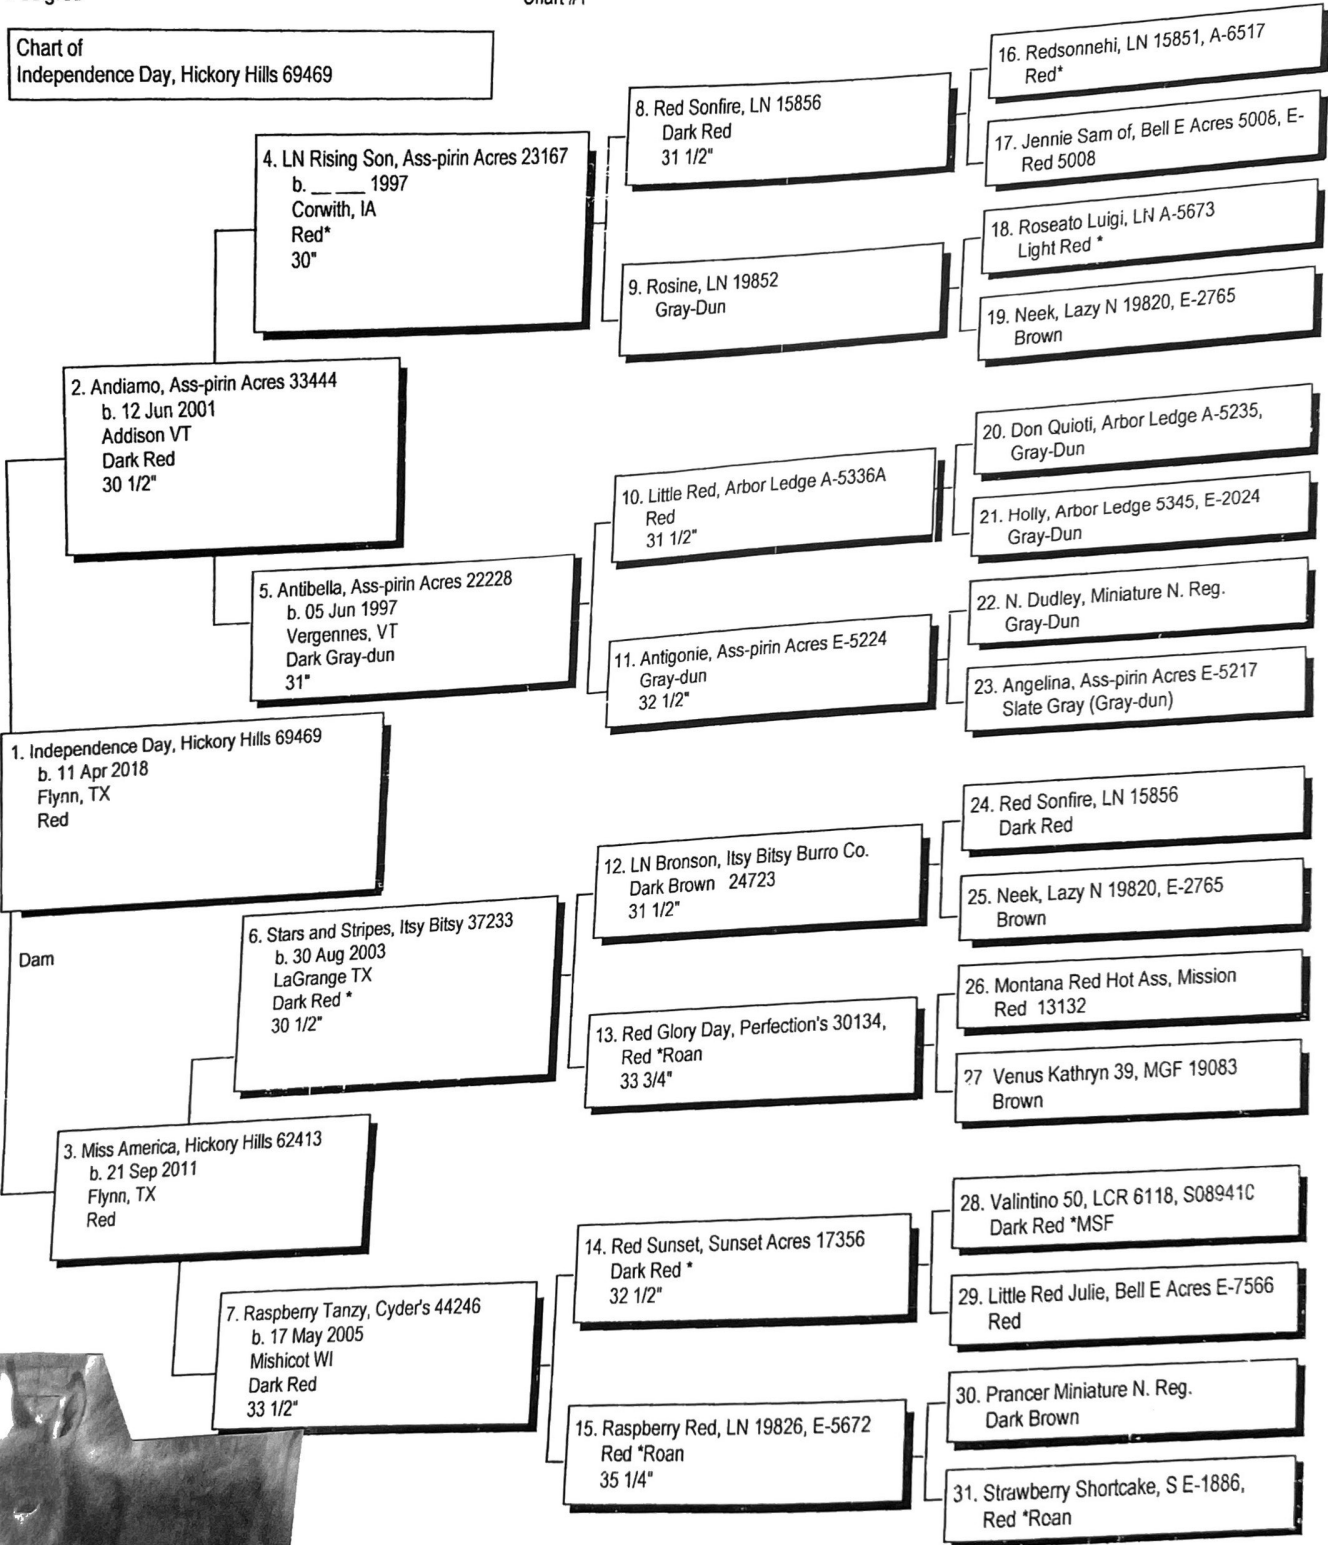 Chart of
Independence Day, Hickory Hills 69469
1. Independence Day, Hickory Hills 69469
b. 11 Apr 2018
Flynn, TX
Red
2. Andiamo, Ass-pirin Acres 33444
b. 12 Jun 2001
Addison VT
Dark Red
30 1/2"
Dam
3. Miss America, Hickory Hills 62413
b. 21 Sep 2011
Flynn, TX
Red
4. LN Rising Son, Ass-pirin Acres 23167
b. __ ___ 1997
Corwith, IA
Red*
30"
5. Antibella, Ass-pirin Acres 22228
b. 05 Jun 1997
Vergennes, VT
Dark Gray-dun
31"
6. Stars and Stripes, Itsy Bitsy 37233
b. 30 Aug 2003
LaGrange TX
Dark Red *
30 1/2"
7. Raspberry Tanzy, Cyder's 44246
b. 17 May 2005
Mishicot WI
Dark Red
33 1/2"
8. Red Sonfire, LN 15856
Dark Red
31 1/2"
9. Rosine, LN 19852
Gray-Dun
10. Little Red, Arbor Ledge A-5336A
Red
31 1/2"
11. Antigonie, Ass-pirin Acres E-5224
Gray-dun
32 1/2"
12. LN Bronson, Itsy Bitsy Burro Co.
Dark Brown 24723
31 1/2"
13. Red Glory Day, Perfection's 30134,
Red *Roan
33 3/4"
14. Red Sunset, Sunset Acres 17356
Dark Red *
32 1/2"
15. Raspberry Red, LN 19826, E-5672
Red *Roan
35 1/4"
16. Redsonnehi, LN 15851, A-6517
Red*
17. Jennie Sam of, Bell E Acres 5008, E-
Red 5008
18. Roseato Luigi, LN A-5673
Light Red *
19. Neek, Lazy N 19820, E-2765
Brown
20. Don Quioti, Arbor Ledge A-5235,
Gray-Dun
21. Holly, Arbor Ledge 5345, E-2024
Gray-Dun
22. N. Dudley, Miniature N. Reg.
Gray-Dun
23. Angelina, Ass-pirin Acres E-5217
Slate Gray (Gray-dun)
24. Red Sonfire, LN 15856
Dark Red
25. Neek, Lazy N 19820, E-2765
Brown
26. Montana Red Hot Ass, Mission
Red 13132
27 Venus Kathryn 39, MGF 19083
Brown
28. Valintino 50, LCR 6118,
Dark Red *MSF
29. Little Red Julie, Bell E Acres E-7566
Red
30. Prancer Miniature N. Reg.
Dark Brown
31. Strawberry Shortcake, S E-1886,
Red *Roan